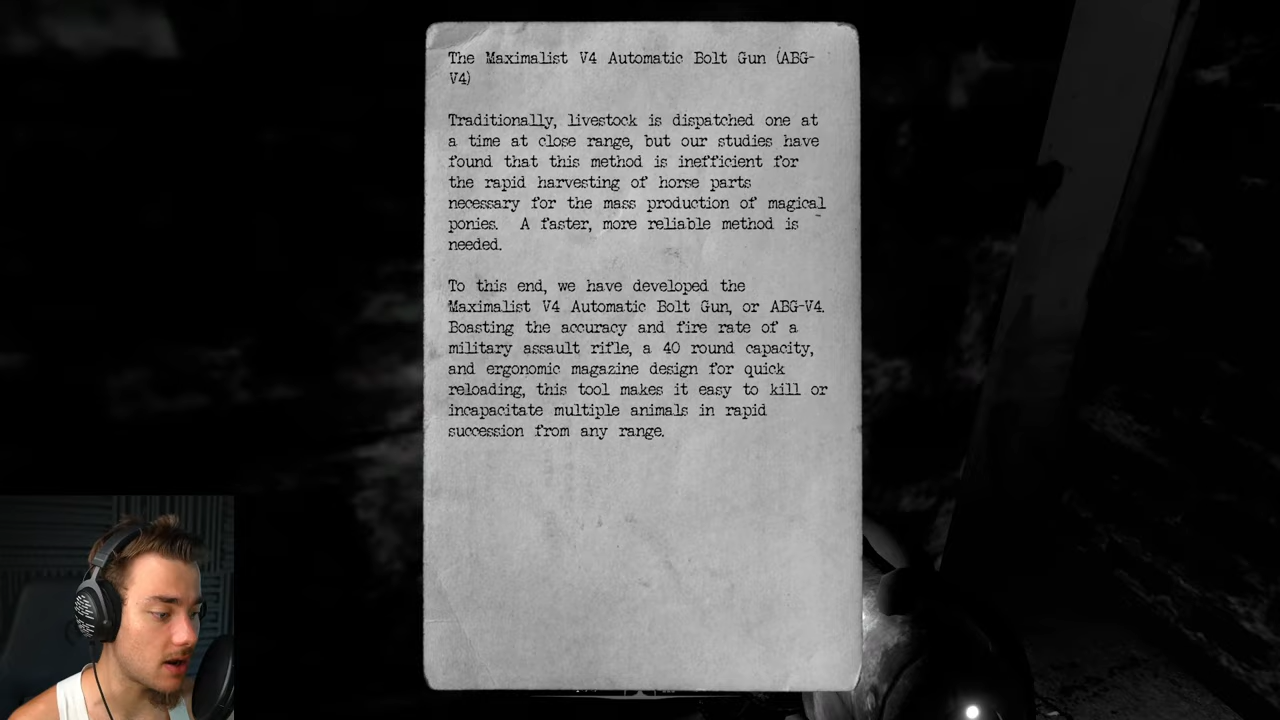 The Maximalist V4 Automatic Bolt Gun (ABG-
V4)
Traditionally, livestock is dispatched one at
a time at close range, but our studies have
found that this method is inefficient for
the rapid harvesting of horse parts
necessary for the mass production of magical
ponies. A faster, more reliable method is
needed.
To this end, we have developed the
Maximalist V4 Automatic Bolt Gun, or ABG-V4.
Boasting the accuracy and fire rate of a
military assault rifle, a 40 round capacity,
and ergonomic magazine design for quick
reloading, this tool makes it easy to kill or
incapacitate multiple animals in rapid
succession from any range.